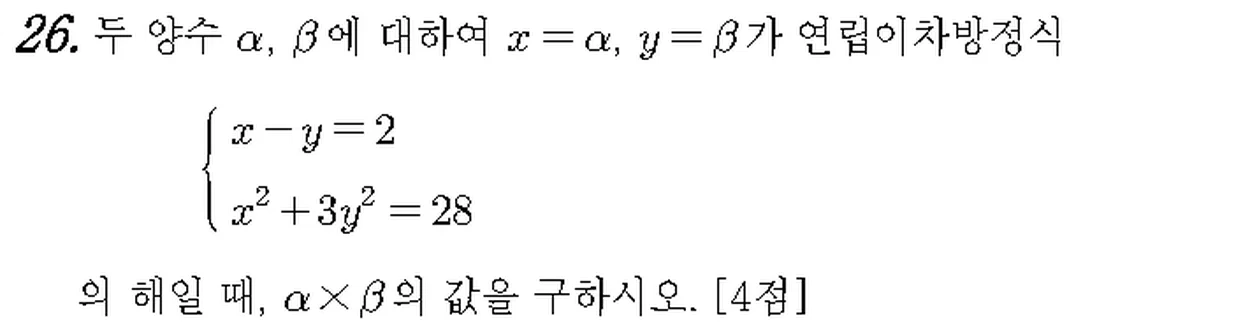 26. 두 양수 α, β에 대하여 x=α, y=β가 연립이차방정식
x-y=2
x²+3y²=28
의 해일 때, α×β의 값을 구하시오. [4점]